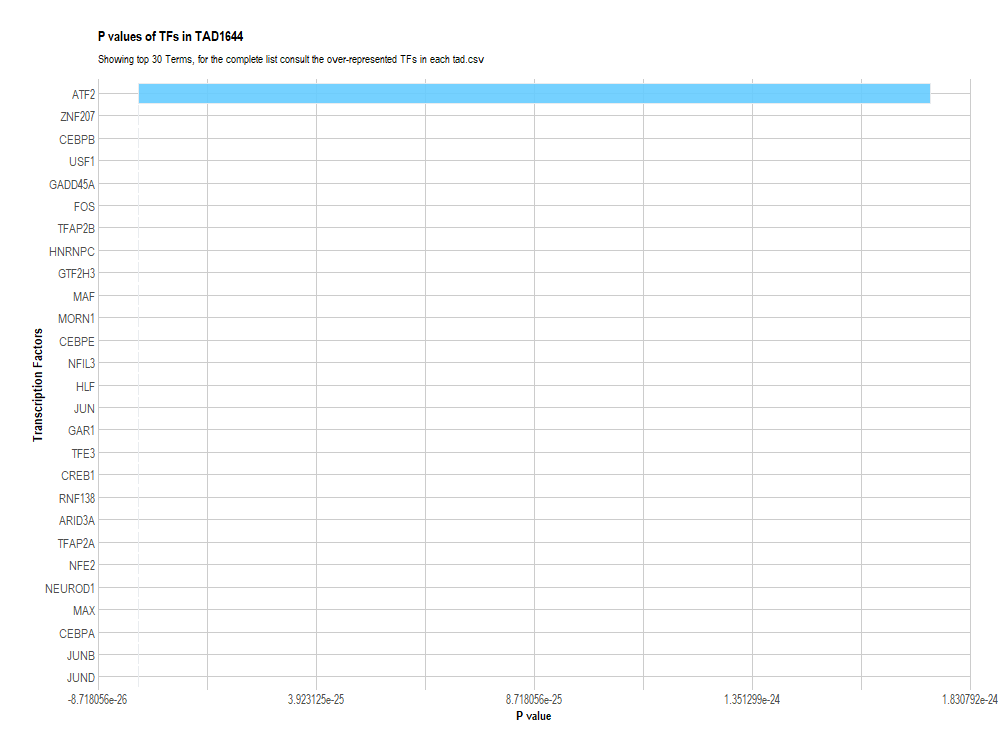 P values of TFs in TAD1644
Showing top 30 Terms, for the complete list consult the over-represented TFs in each tad.csv
ATF2
ZNF207
CEBPB
USF1
GADD45A
FOS
TFAP2B
HNRNPC
GTF2H3
MAF
MORN1
CEBPE
NFIL3
HLF
JUN
GAR1
TFE3
CREB1
RNF138
ARID3A
TFAP2A
NFE2
NEUROD1
MAX
CEBPA
JUNB
JUND
Transcription Factors
-8.718056e-26 3.923125e-25 8.718056e-25 1.351299e-24 1.830792e-24
P value